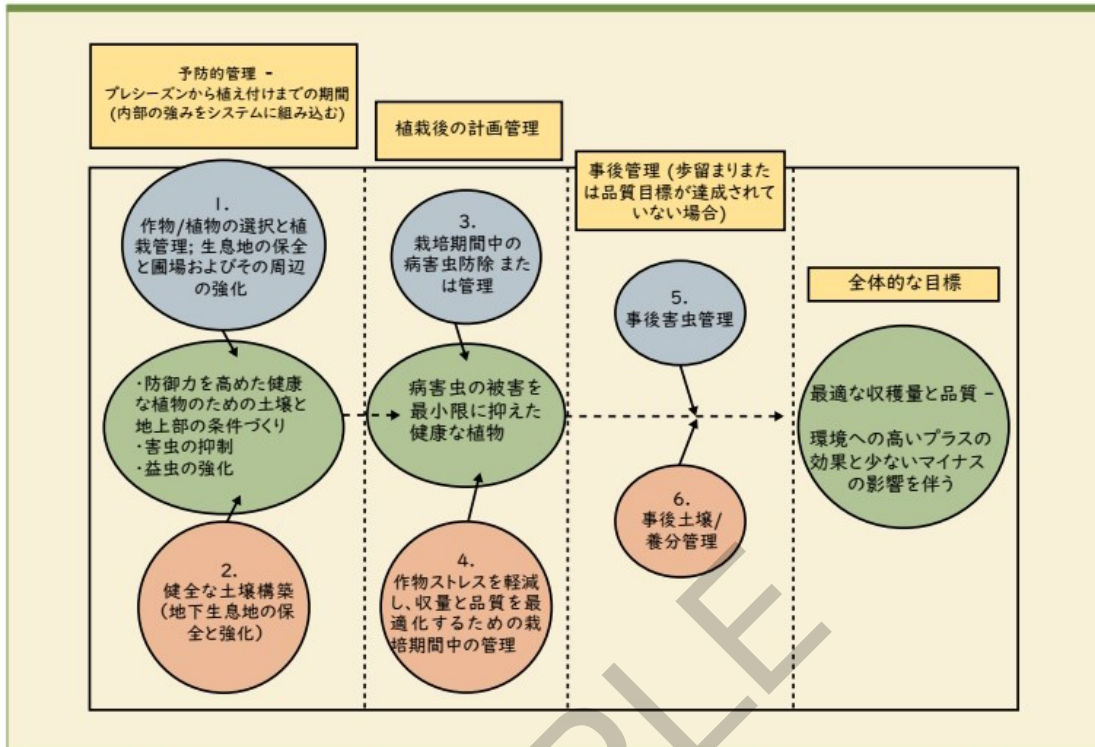 予防的管理 -
プレシーズンから植え付けまでの期間
(内部の強みをシステムに組み込む)
植栽後の計画管理
事後管理 (歩留まりまた
は品質目標が達成されて
いない場合)
全体的な目標
1.
作物/植物の選択と植
栽管理; 生息地の保全
と圃場およびその周辺
の強化
・防御力を高めた健康
な植物のための土壌と
地上部の条件づくり
・害虫の抑制
・益虫の強化
2.
健全な土壌構築
(地下生息地の保
全と強化)
3.
栽培期間中の
病害虫防除 また
は管理
病害虫の被害を
最小限に抑えた
健康な植物
4.
作物ストレスを軽減
し、収量と品質を最
適化するための栽
培期間中の管理
5.
事後害虫管理
6.
事後土壌/
養分管理
最適な収穫量と品質 -
環境への高いプラスの
効果と少ないマイナス
の影響を伴う